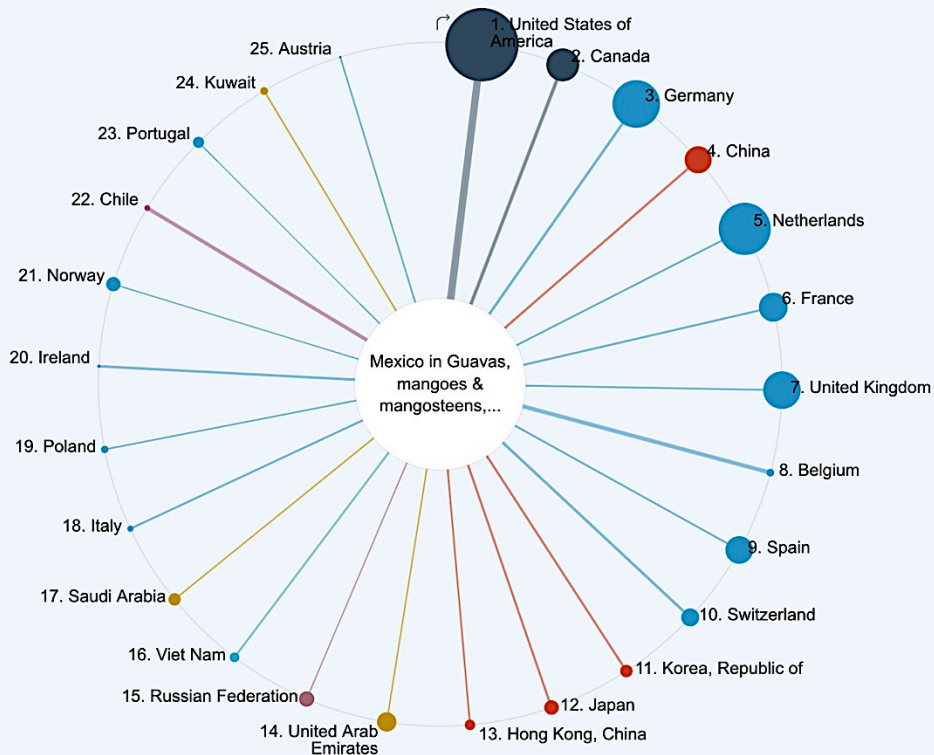 Mexico in Guavas,
mangoes &
mangosteens,...
1. United States of
America
2. Canada
3. Germany
4. China
5. Netherlands
6. France
7. United Kingdom
8. Belgium
9. Spain
10. Switzerland
11. Korea, Republic of
12. Japan
13. Hong Kong, China
14. United Arab
Emirates
15. Russian Federation
16. Viet Nam
17. Saudi Arabia
18. Italy
19. Poland
20. Ireland
21. Norway
22. Chile
23. Portugal
24. Kuwait
25. Austria